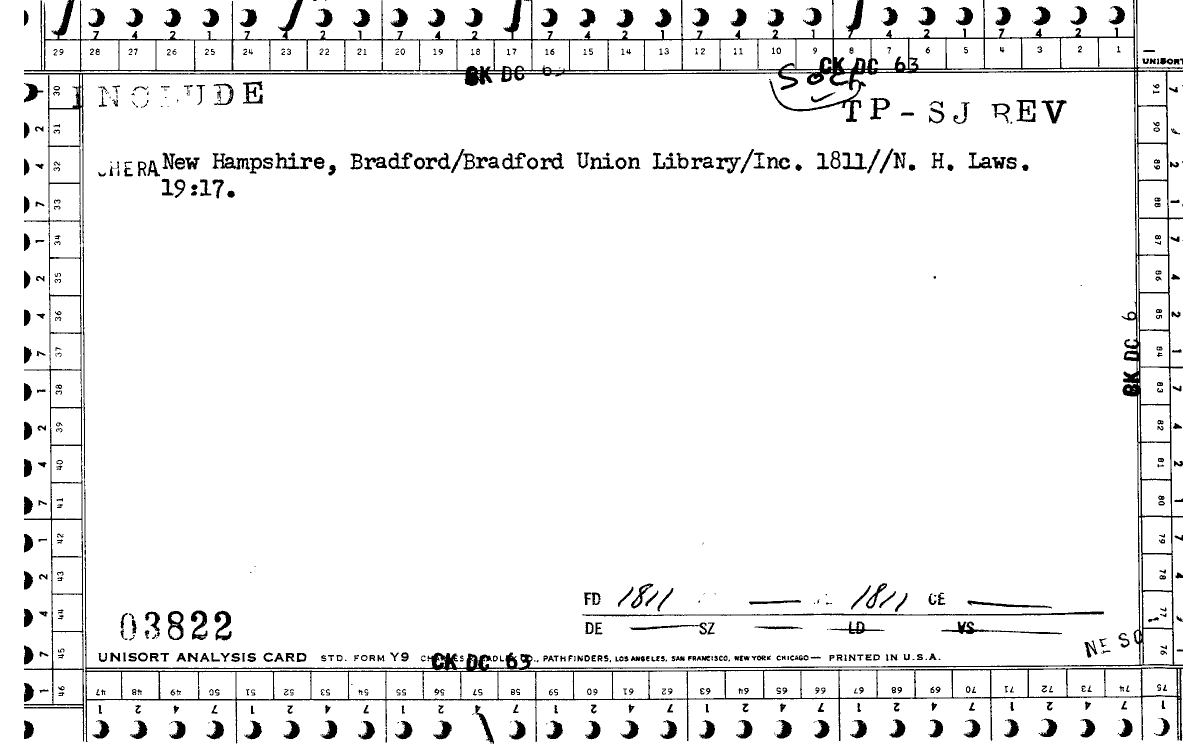 7 4 2 1 7 4 2 1 7 4 2 1 7 4 2 1 7 4 2 1 7 4 2 1 7 4 2 1
29 28 27 26 25 24 23 22 21 20 19 18 17 16 15 14 13 12 11 10 9 8 7 6 5 4 3 2 1
CK DC 63 CK DC 63
UNISORT
INCLUDE
TP-SJ REV
New Hampshire, Bradford/Bradford Union Library/Inc. 1811//N. H. Laws.
19:17.
30 31 32 33 34 35 36 37 38 39 40 41 42 43 44 45 46
91 90 89 88 87 86 85 84 83 82 81 80 79 78 77 76 75
CK DC 6
FD 1811 1811 CE
DE SZ LD VS
03822
NE SO
UNISORT ANALYSIS CARD STD. FORM Y9 CK DC 63 PATHFINDERS, LOS ANGELES, SAN FRANCISCO, NEW YORK CHICAGO — PRINTED IN U.S.A.
47 48 49 50 51 52 53 54 55 56 57 58 59 60 61 62 63 64 65 66 67 68 69 70 71 72 73 74 75
1 2 4 7 1 2 4 7 1 2 4 7 1 2 4 7 1 2 4 7 1 2 4 7 1 2 4 7 1